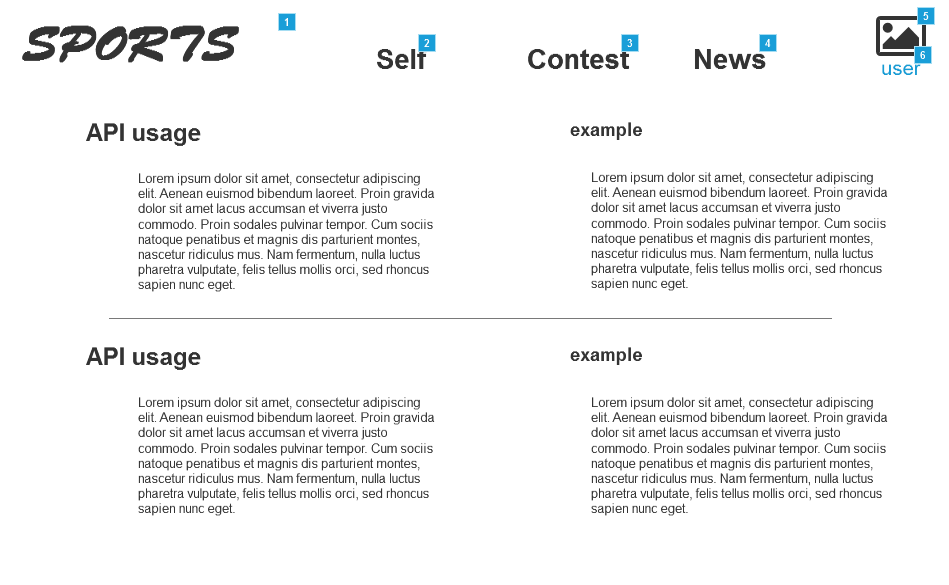 SPORTS
1
Self
2
Contest
3
News
4
5
6
user
API usage
example
Lorem ipsum dolor sit amet, consectetur adipiscing
elit. Aenean euismod bibendum laoreet. Proin gravida
dolor sit amet lacus accumsan et viverra justo
commodo. Proin sodales pulvinar tempor. Cum sociis
natoque penatibus et magnis dis parturient montes,
nascetur ridiculus mus. Nam fermentum, nulla luctus
pharetra vulputate, felis tellus mollis orci, sed rhoncus
sapien nunc eget.
Lorem ipsum dolor sit amet, consectetur adipiscing
elit. Aenean euismod bibendum laoreet. Proin gravida
dolor sit amet lacus accumsan et viverra justo
commodo. Proin sodales pulvinar tempor. Cum sociis
natoque penatibus et magnis dis parturient montes,
nascetur ridiculus mus. Nam fermentum, nulla luctus
pharetra vulputate, felis tellus mollis orci, sed rhoncus
sapien nunc eget.
API usage
example
Lorem ipsum dolor sit amet, consectetur adipiscing
elit. Aenean euismod bibendum laoreet. Proin gravida
dolor sit amet lacus accumsan et viverra justo
commodo. Proin sodales pulvinar tempor. Cum sociis
natoque penatibus et magnis dis parturient montes,
nascetur ridiculus mus. Nam fermentum, nulla luctus
pharetra vulputate, felis tellus mollis orci, sed rhoncus
sapien nunc eget.
Lorem ipsum dolor sit amet, consectetur adipiscing
elit. Aenean euismod bibendum laoreet. Proin gravida
dolor sit amet lacus accumsan et viverra justo
commodo. Proin sodales pulvinar tempor. Cum sociis
natoque penatibus et magnis dis parturient montes,
nascetur ridiculus mus. Nam fermentum, nulla luctus
pharetra vulputate, felis tellus mollis orci, sed rhoncus
sapien nunc eget.